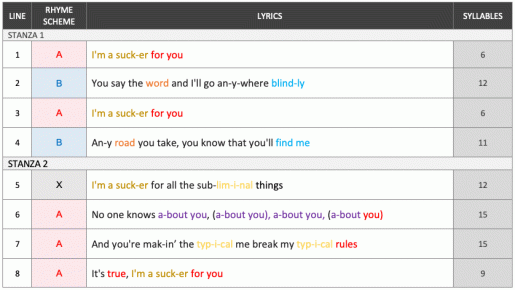 LINE RHYME SCHEME LYRICS SYLLABLES
STANZA 1
1 A I'm a suck-er for you 6
2 B You say the word and I'll go an-y-where blind-ly 12
3 A I'm a suck-er for you 6
4 B An-y road you take, you know that you'll find me 11
STANZA 2
5 X I'm a suck-er for all the sub-lim-i-nal things 12
6 A No one knows a-bout you, (a-bout you), a-bout you, (a-bout you) 15
7 A And you're mak-in' the typ-i-cal me break my typ-i-cal rules 15
8 A It's true, I'm a suck-er for you 9